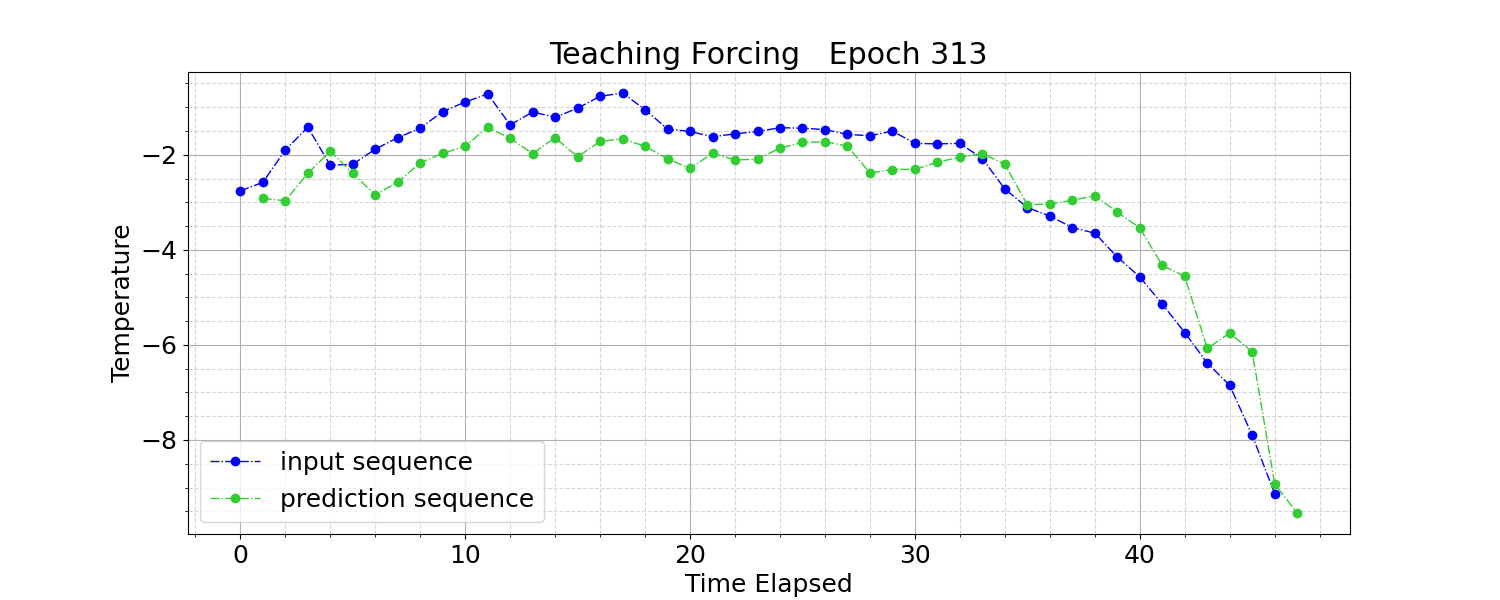 Teaching Forcing   Epoch 313
Temperature
−2
−4
−6
−8
input sequence
prediction sequence
0 10 20 30 40
Time Elapsed